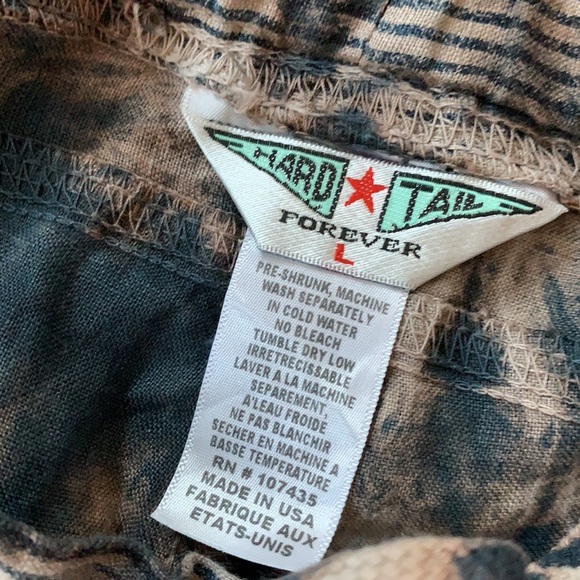 HARD TAIL
FOREVER
L
PRE-SHRUNK, MACHINE
WASH SEPARATELY
IN COLD WATER
NO BLEACH
TUMBLE DRY LOW
IRRETRECISSABLE
LAVER A LA MACHINE
SEPAREMENT,
A'LEAU FROIDE
NE PAS BLANCHIR
SECHER EN MACHINE A
BASSE TEMPERATURE
RN # 107435
MADE IN USA
FABRIQUE AUX
ETATS-UNIS